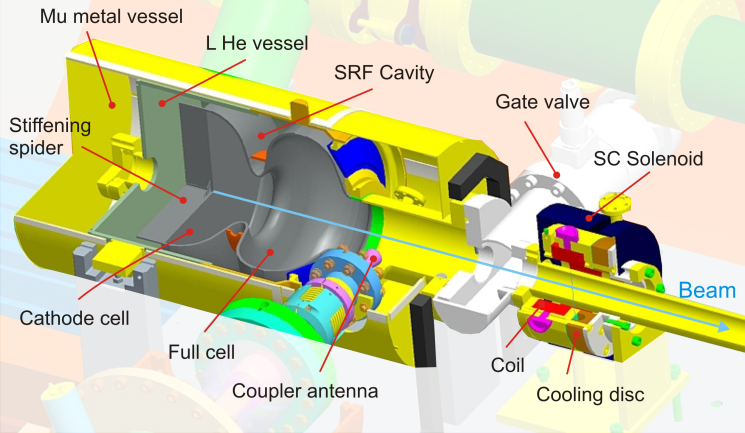 Mu metal vessel
L He vessel
SRF Cavity
Gate valve
SC Solenoid
Stiffening
spider
Beam
Cathode cell
Full cell
Coupler antenna
Coil
Cooling disc